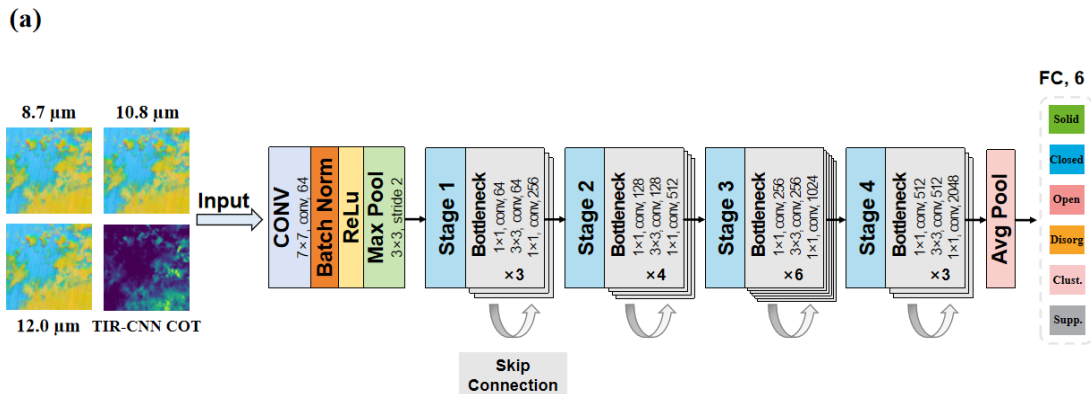 (a)
8.7 µm
10.8 µm
12.0 µm
TIR-CNN COT
Input
CONV
7×7, conv, 64
Batch Norm
ReLu
Max Pool
3×3, stride 2
Stage 1
Bottleneck
1×1, conv, 64
3×3, conv, 64
1×1, conv, 256
×3
Skip
Connection
Stage 2
Bottleneck
1×1, conv, 128
3×3, conv, 128
1×1, conv, 512
×4
Stage 3
Bottleneck
1×1, conv, 256
3×3, conv, 256
1×1, conv, 1024
×6
Stage 4
Bottleneck
1×1, conv, 512
3×3, conv, 512
1×1, conv, 2048
×3
Avg Pool
FC, 6
Solid
Closed
Open
Disorg
Clust.
Supp.